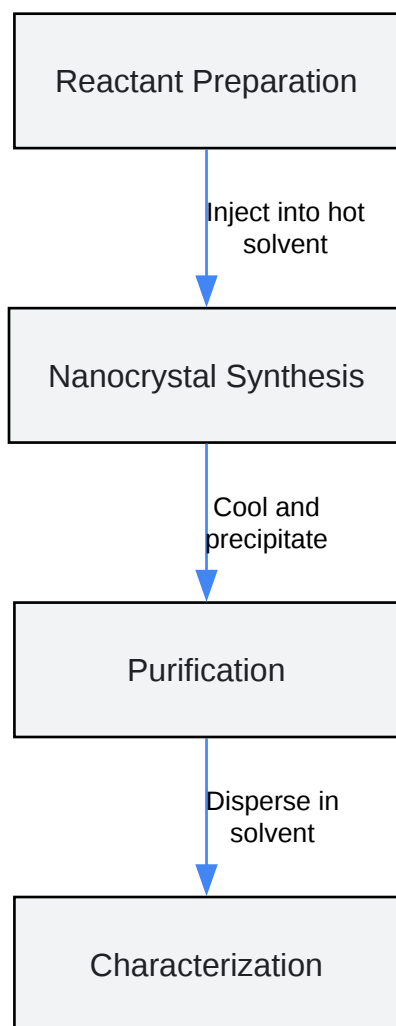 Reactant Preparation
Inject into hot
solvent
Nanocrystal Synthesis
Cool and
precipitate
Purification
Disperse in
solvent
Characterization